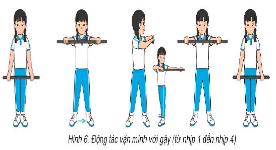 Hình 6. Động tác vặn mình với gậy (từ nhịp 1 đến nhịp 4)